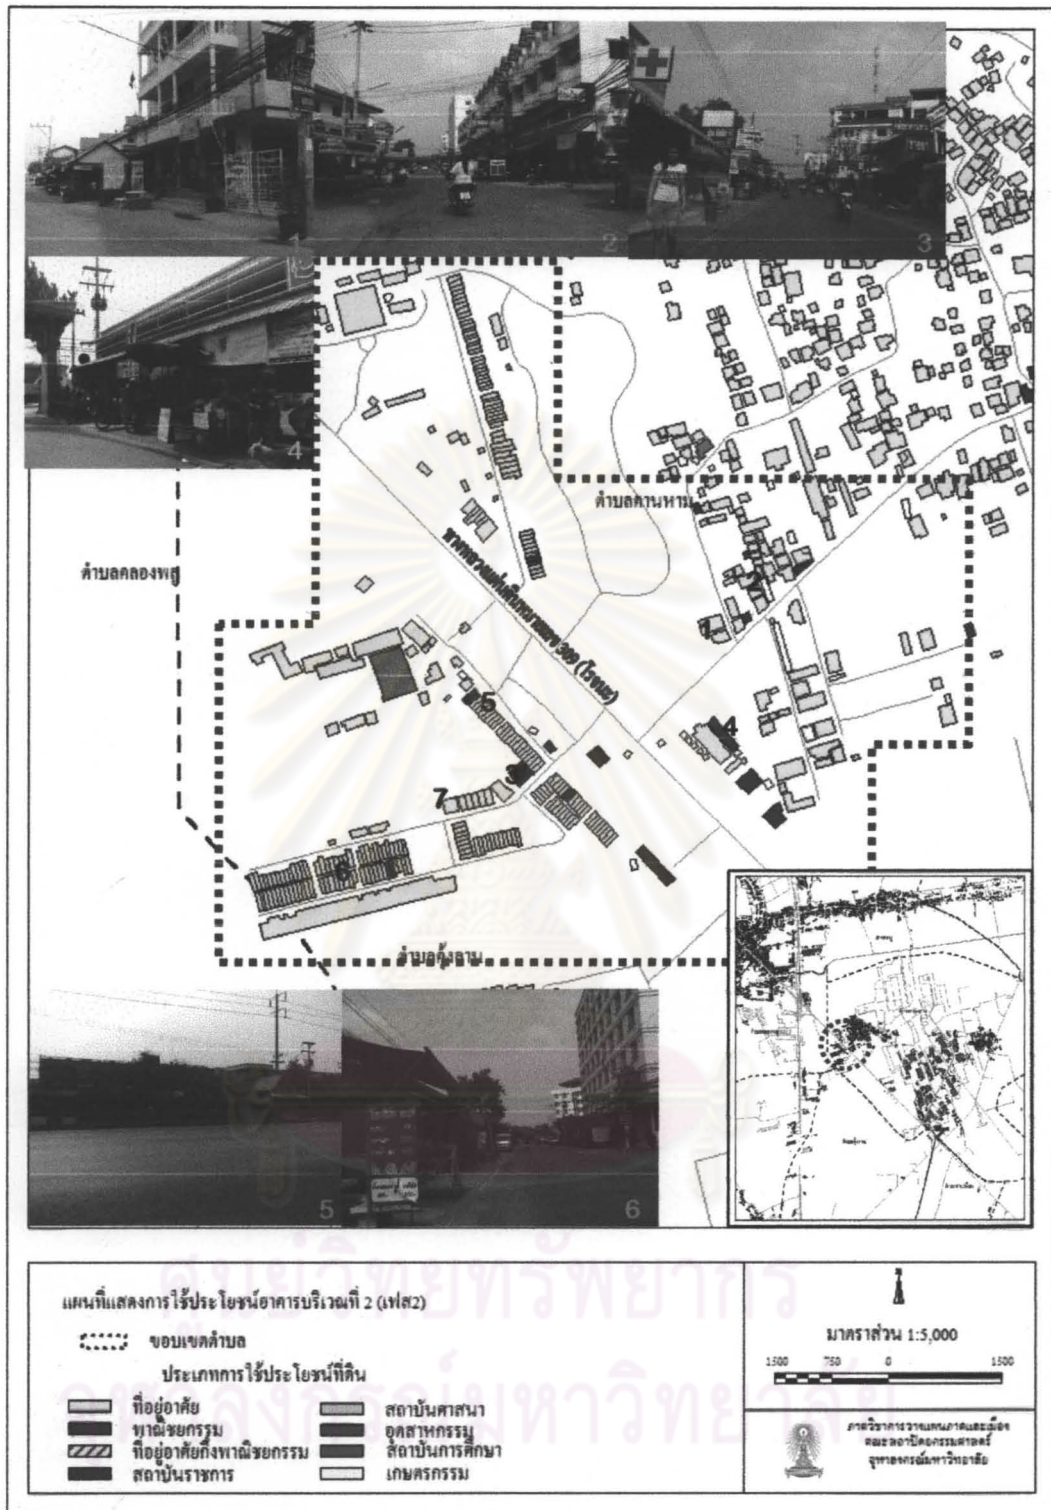 1
2
3
4
ตำบลคานหาม
ตำบลคลองพลู
ทางหลวงแผ่นดินหมายเลข 309 (โรจนะ)
2
1
4
5
3
7
6
ตำบลคุ้งลาน
5
6
ศูนย์วิทยทรัพยากร
จุฬาลงกรณ์มหาวิทยาลัย
แผนที่แสดงการใช้ประโยชน์อาคารบริเวณที่ 2 (เฟส2)
ขอบเขตตำบล
ประเภทการใช้ประโยชน์ที่ดิน
ที่อยู่อาศัย
พาณิชยกรรม
ที่อยู่อาศัยกึ่งพาณิชยกรรม
สถาบันราชการ
สถาบันศาสนา
อุตสาหกรรม
สถาบันการศึกษา
เกษตรกรรม
มาตราส่วน 1:5,000
1500 750 0 1500
ภาควิชาการวางแผนภาคและเมือง
คณะสถาปัตยกรรมศาสตร์
จุฬาลงกรณ์มหาวิทยาลัย